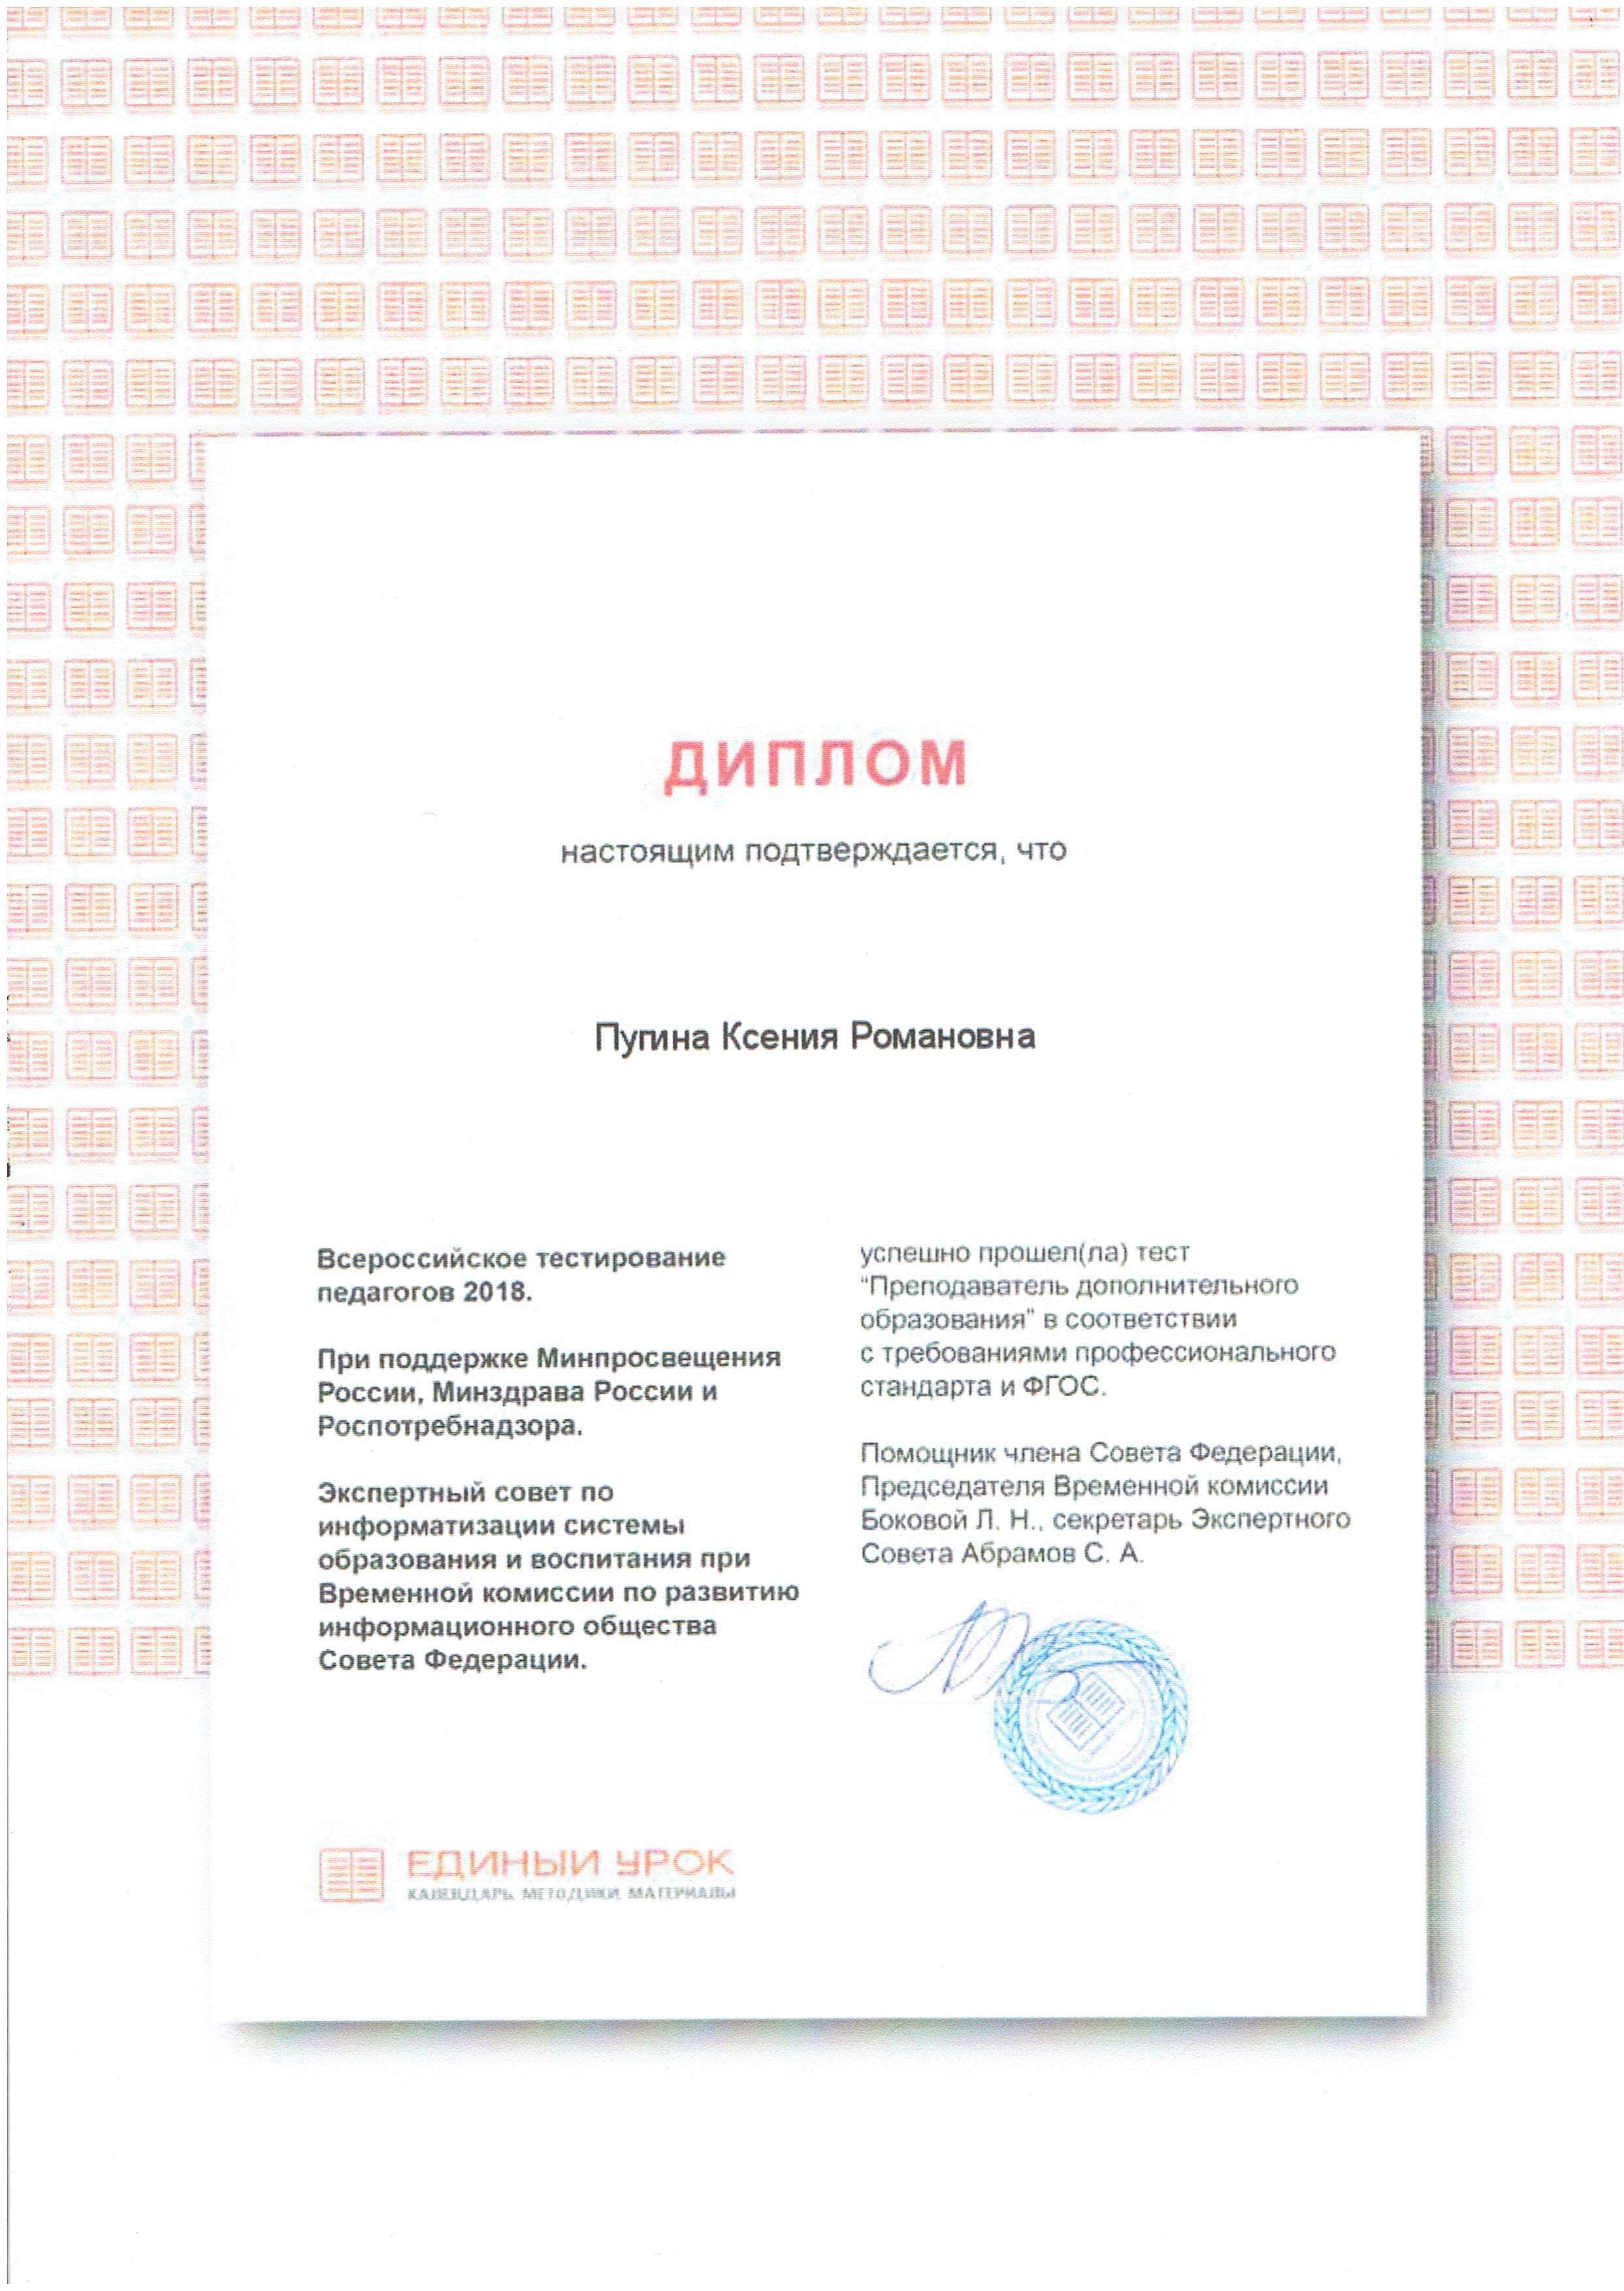 ДИПЛОМ
настоящим подтверждается, что
Пугина Ксения Романовна
Всероссийское тестирование
педагогов 2018.
При поддержке Минпросвещения
России, Минздрава России и
Роспотребнадзора.
Экспертный совет по
информатизации системы
образования и воспитания при
Временной комиссии по развитию
информационного общества
Совета Федерации.
успешно прошел(ла) тест
"Преподаватель дополнительного
образования" в соответствии
с требованиями профессионального
стандарта и ФГОС.
Помощник члена Совета Федерации,
Председателя Временной комиссии
Боковой Л. Н., секретарь Экспертного
Совета Абрамов С. А.
ЕДИНЫЙ УРОК
КАЛЕНДАРЬ, МЕТОДИКИ, МАТЕРИАЛЫ